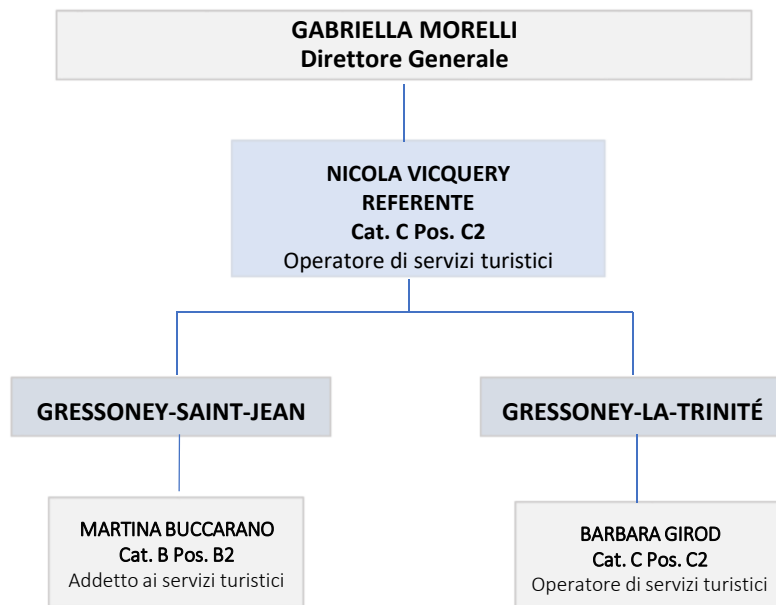 GABRIELLA MORELLI
Direttore Generale
NICOLA VICQUERY
REFERENTE
Cat. C Pos. C2
Operatore di servizi turistici
GRESSONEY-SAINT-JEAN
GRESSONEY-LA-TRINITÉ
MARTINA BUCCARANO
Cat. B Pos. B2
Addetto ai servizi turistici
BARBARA GIROD
Cat. C Pos. C2
Operatore di servizi turistici